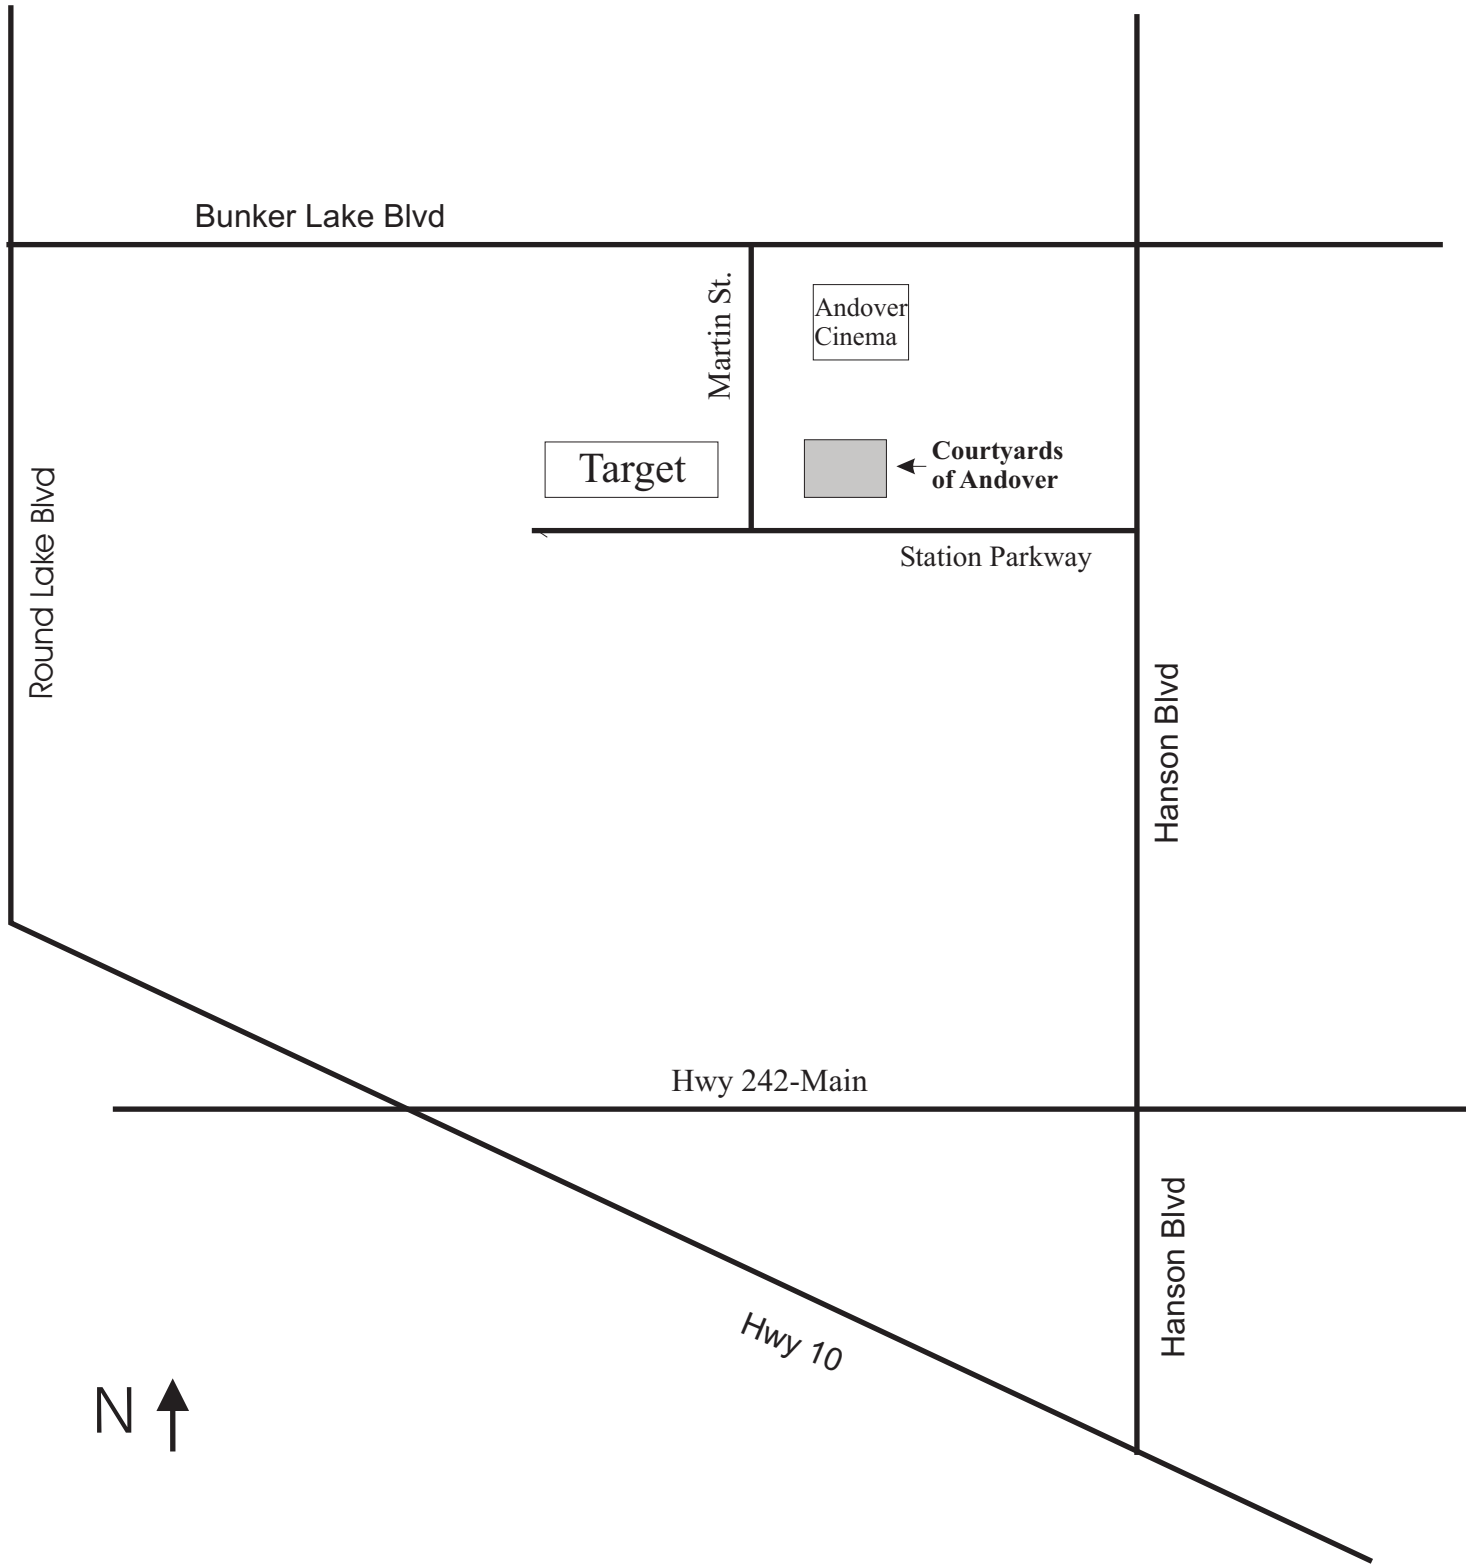 Bunker Lake Blvd
Martin St.
Andover
Cinema
Target
Courtyards
of Andover
Station Parkway
Round Lake Blvd
Hanson Blvd
Hwy 242-Main
Hanson Blvd
Hwy 10
N